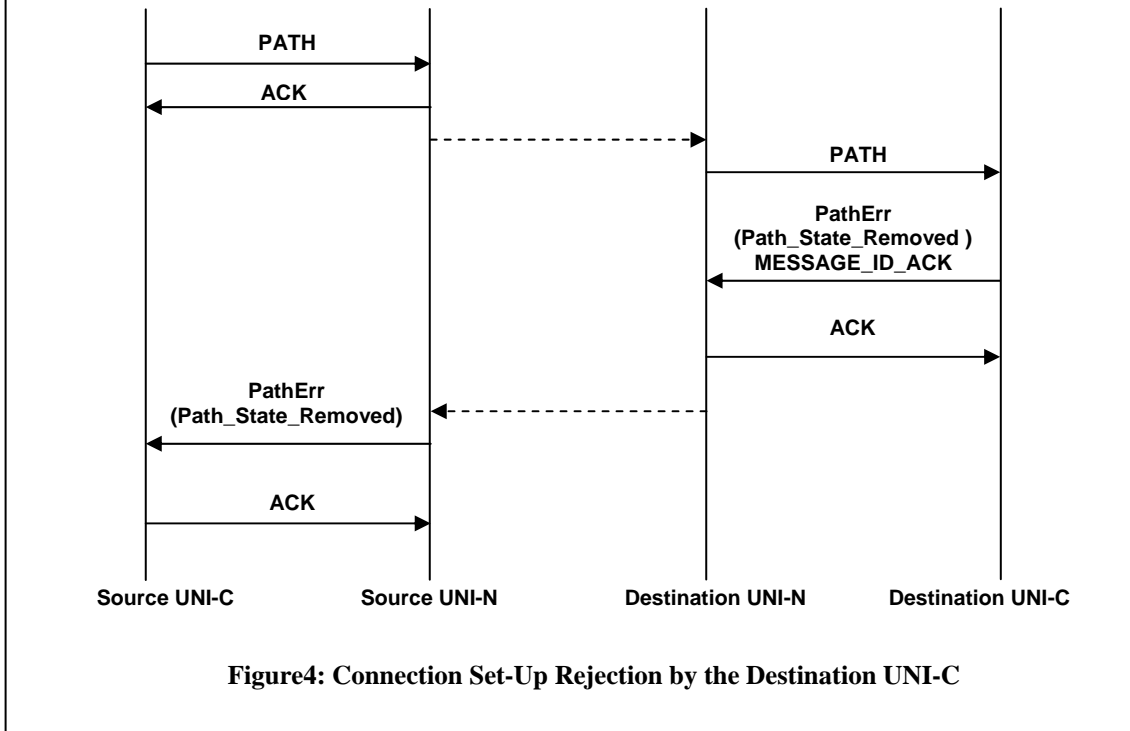 PATH
ACK
PATH
PathErr
(Path_State_Removed )
MESSAGE_ID_ACK
ACK
PathErr
(Path_State_Removed)
ACK
Source UNI-C Source UNI-N Destination UNI-N Destination UNI-C
Figure4: Connection Set-Up Rejection by the Destination UNI-C